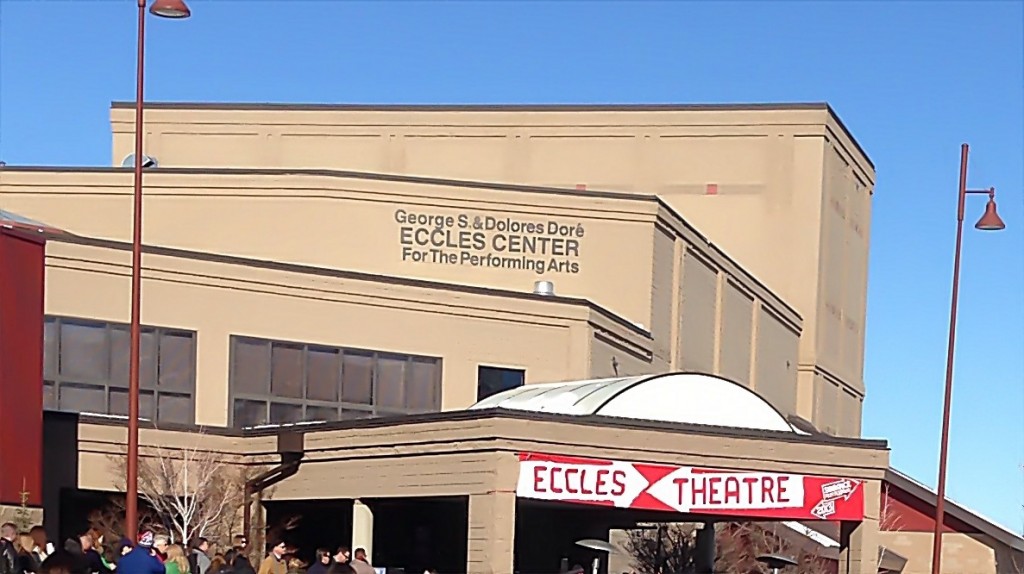 George S. & Dolores Doré
ECCLES CENTER
For The Performing Arts
ECCLES THEATRE